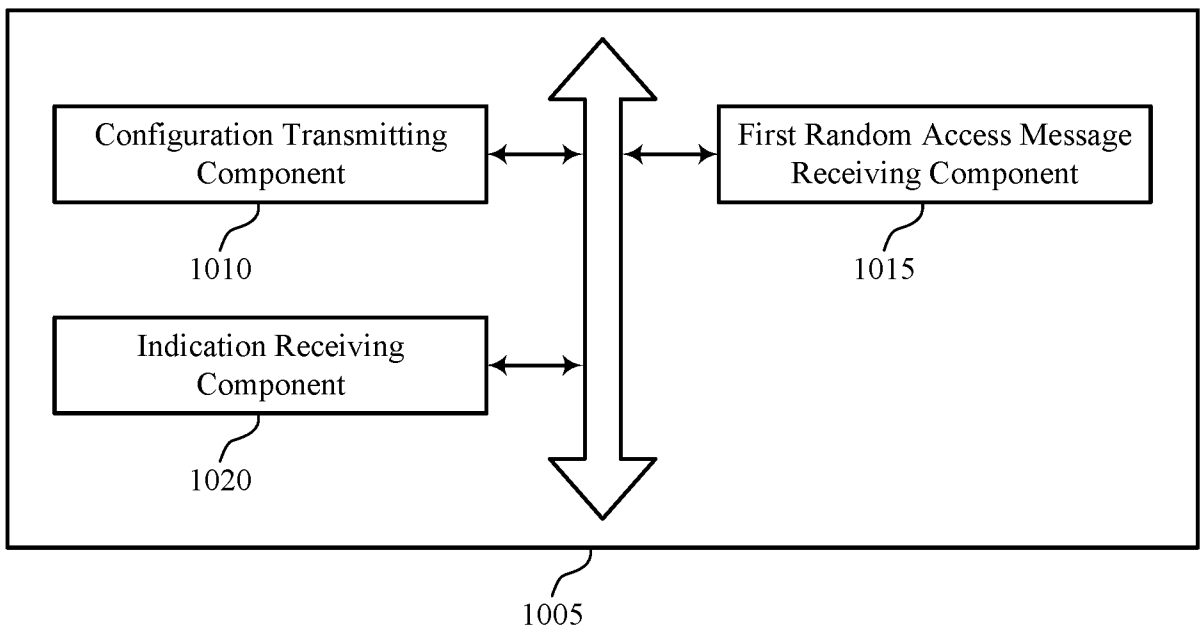 Configuration Transmitting
Component
1010
First Random Access Message
Receiving Component
1015
Indication Receiving
Component
1020
1005